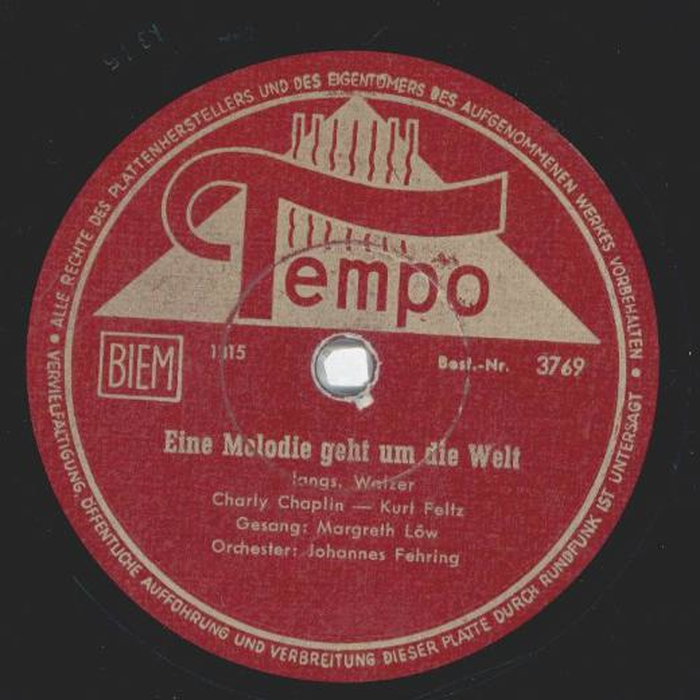 ALLE RECHTE DES PLATTENHERSTELLERS UND DES EIGENTÜMERS DES AUFGENOMMENEN WERKES VORBEHALTEN •
Tempo
BIEM
Best.-Nr. 3769
Eine Melodie geht um die Welt
langs. Walzer
Charly Chaplin — Kurt Feltz
Gesang: Margreth Löw
Orchester: Johannes Fehring
• VERVIELFÄLTIGUNG, ÖFFENTLICHE AUFFÜHRUNG UND VERBREITUNG DIESER PLATTE DURCH RUNDFUNK IST UNTERSAGT